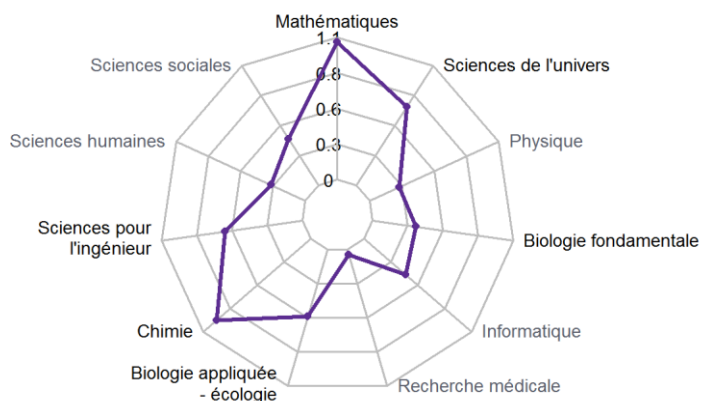 Mathématiques
1.1
Sciences sociales
Sciences de l'univers
0.8
0.6
Sciences humaines
Physique
0.3
0
Sciences pour
l'ingénieur
Biologie fondamentale
Chimie
Informatique
Biologie appliquée
- écologie
Recherche médicale